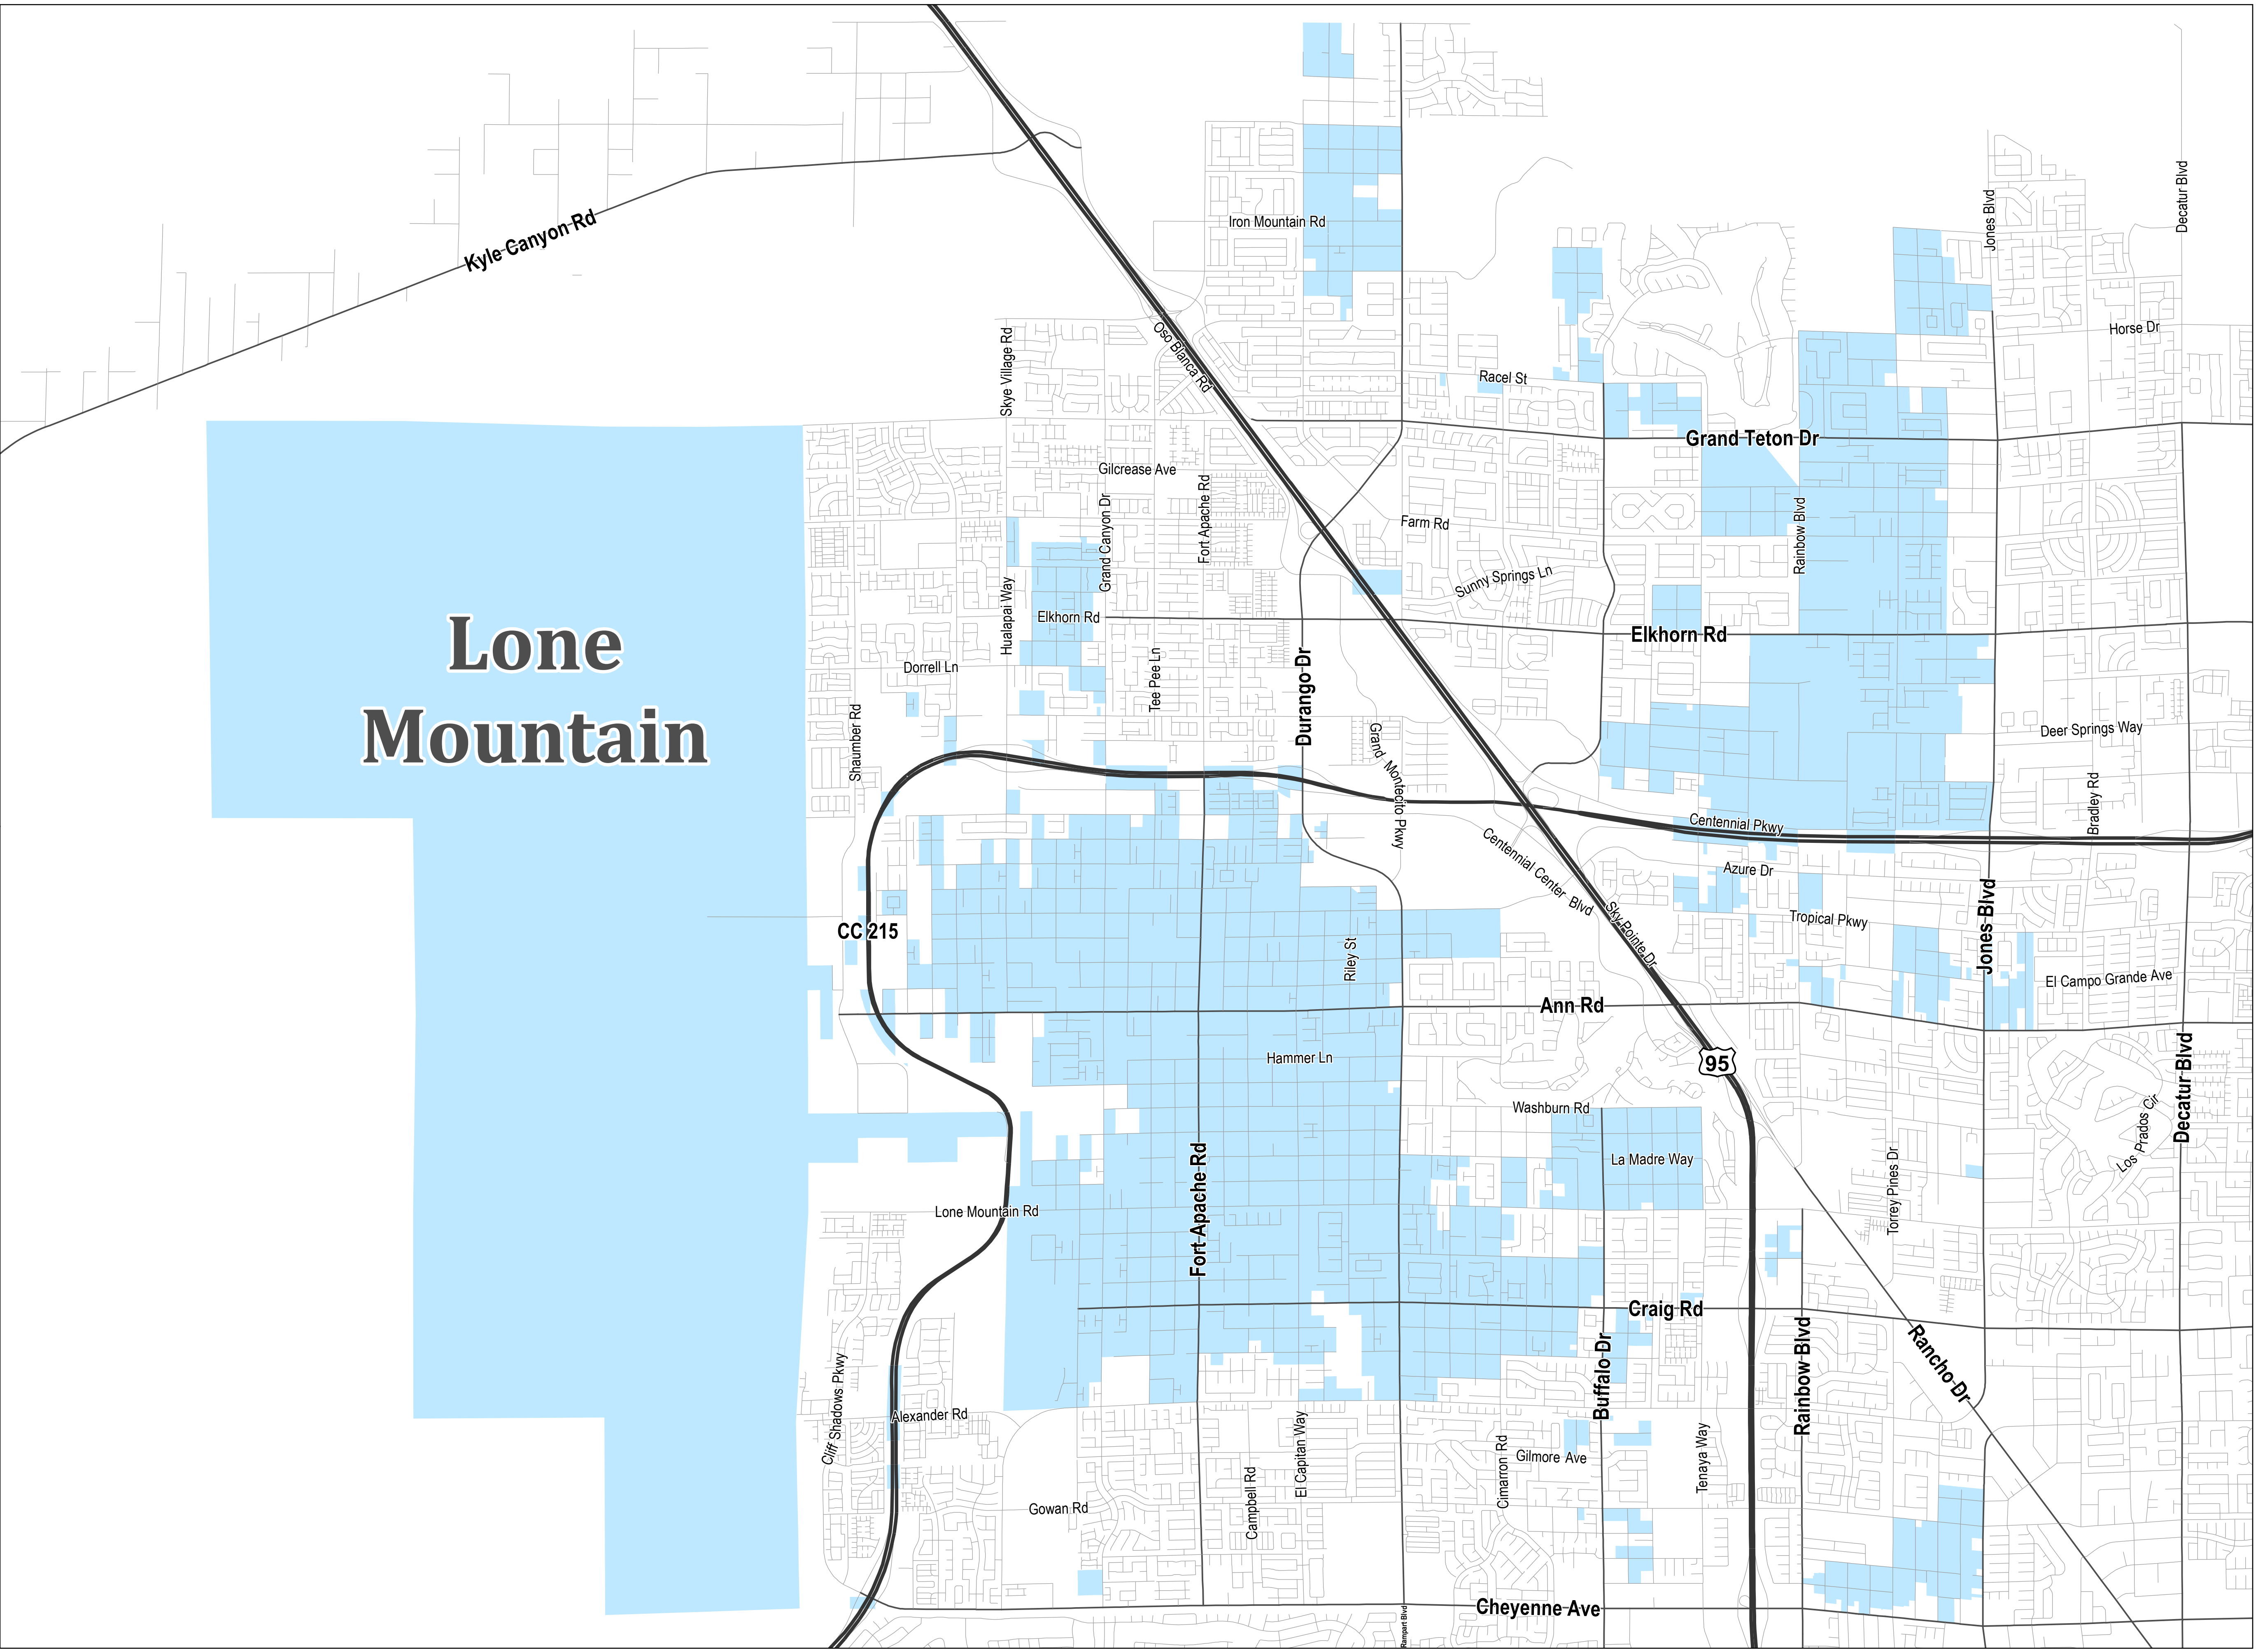 Kyle Canyon Rd
Iron Mountain Rd
Jones Blvd
Decatur Blvd
Horse Dr
Oso Blanca Rd
Skye Village Rd
Racel St
Grand Teton Dr
Gilcrease Ave
Grand Canyon Dr
Fort Apache Rd
Farm Rd
Rainbow Blvd
Sunny Springs Ln
Hualapai Way
Elkhorn Rd
Elkhorn Rd
Lone
Mountain
Dorrell Ln
Tee Pee Ln
Durango Dr
Shaumber Rd
Grand Montecito Pkwy
Deer Springs Way
Bradley Rd
Centennial Pkwy
Centennial Center Blvd
Azure Dr
Sky Pointe Dr
Tropical Pkwy
Jones Blvd
CC 215
Riley St
El Campo Grande Ave
Ann Rd
Hammer Ln
95
Decatur Blvd
Washburn Rd
Los Prados Cir
La Madre Way
Torrey Pines Dr
Fort Apache Rd
Lone Mountain Rd
Craig Rd
Buffalo Dr
Rainbow Blvd
Rancho Dr
Cliff Shadows Pkwy
Alexander Rd
El Capitan Way
Campbell Rd
Cimarron Rd
Gilmore Ave
Tenaya Way
Gowan Rd
Cheyenne Ave
Rampart Blvd